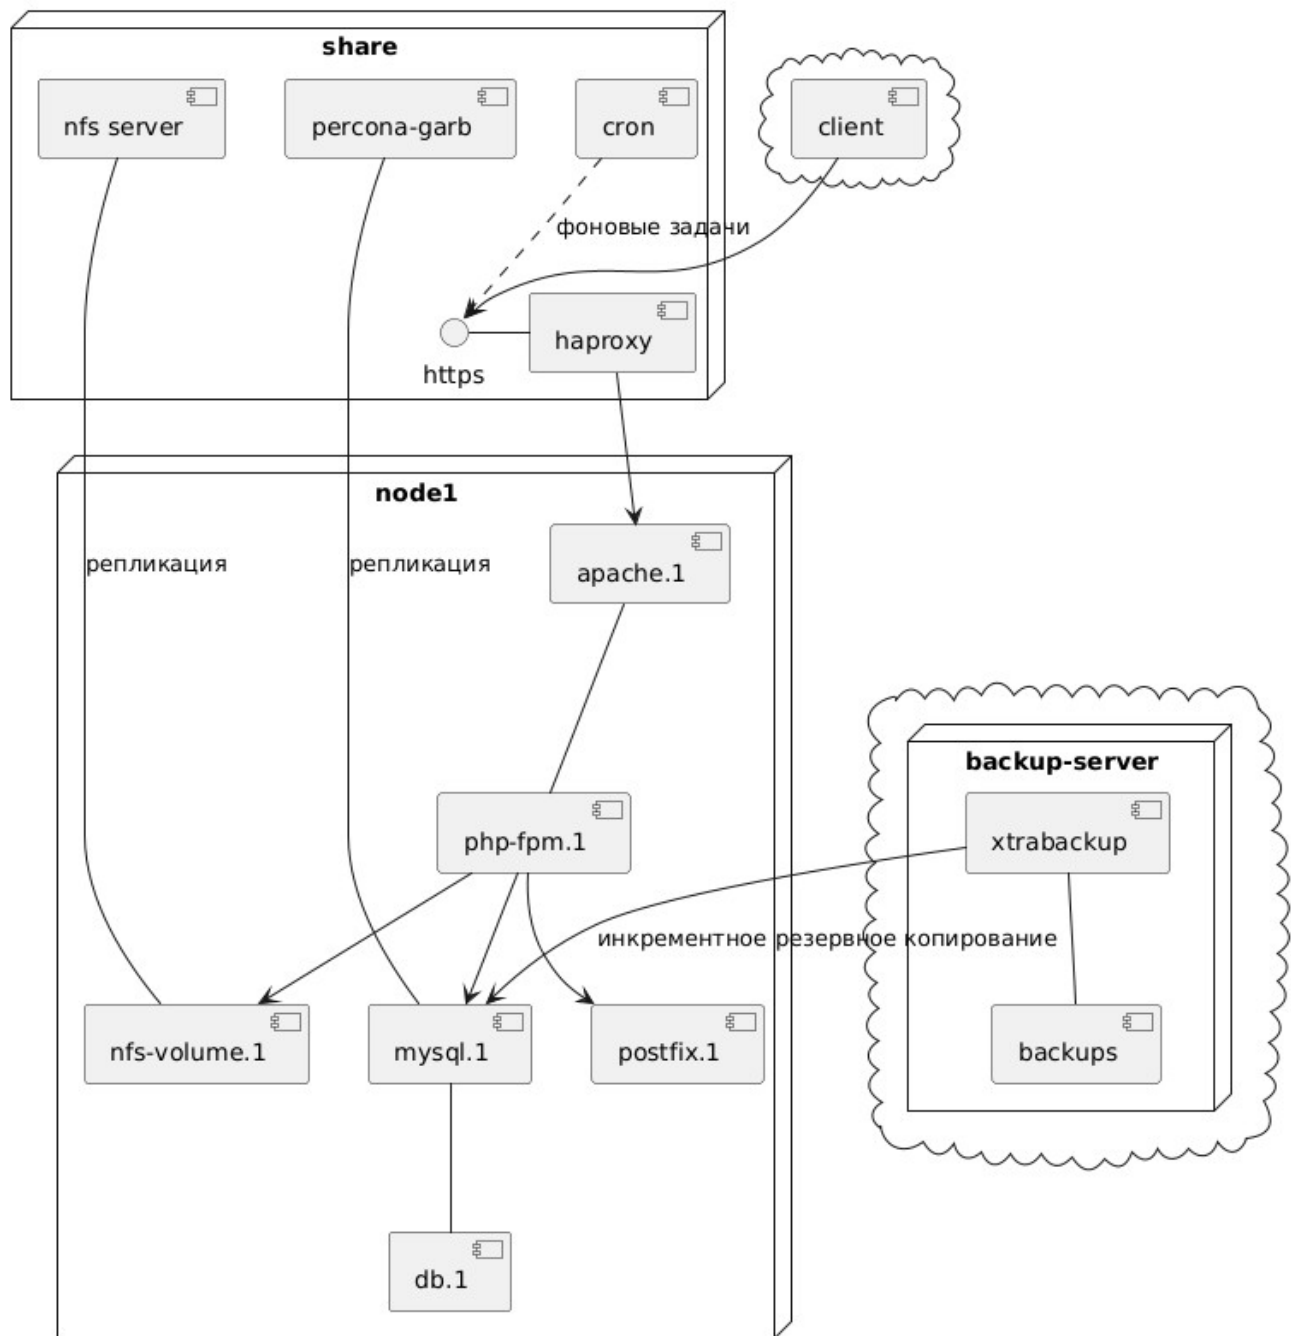 share
nfs server
percona-garb
cron
client
фоновые задачи
haproxy
https
node1
репликация
репликация
apache.1
backup-server
php-fpm.1
xtrabackup
инкрементное резервное копирование
nfs-volume.1
mysql.1
postfix.1
backups
db.1